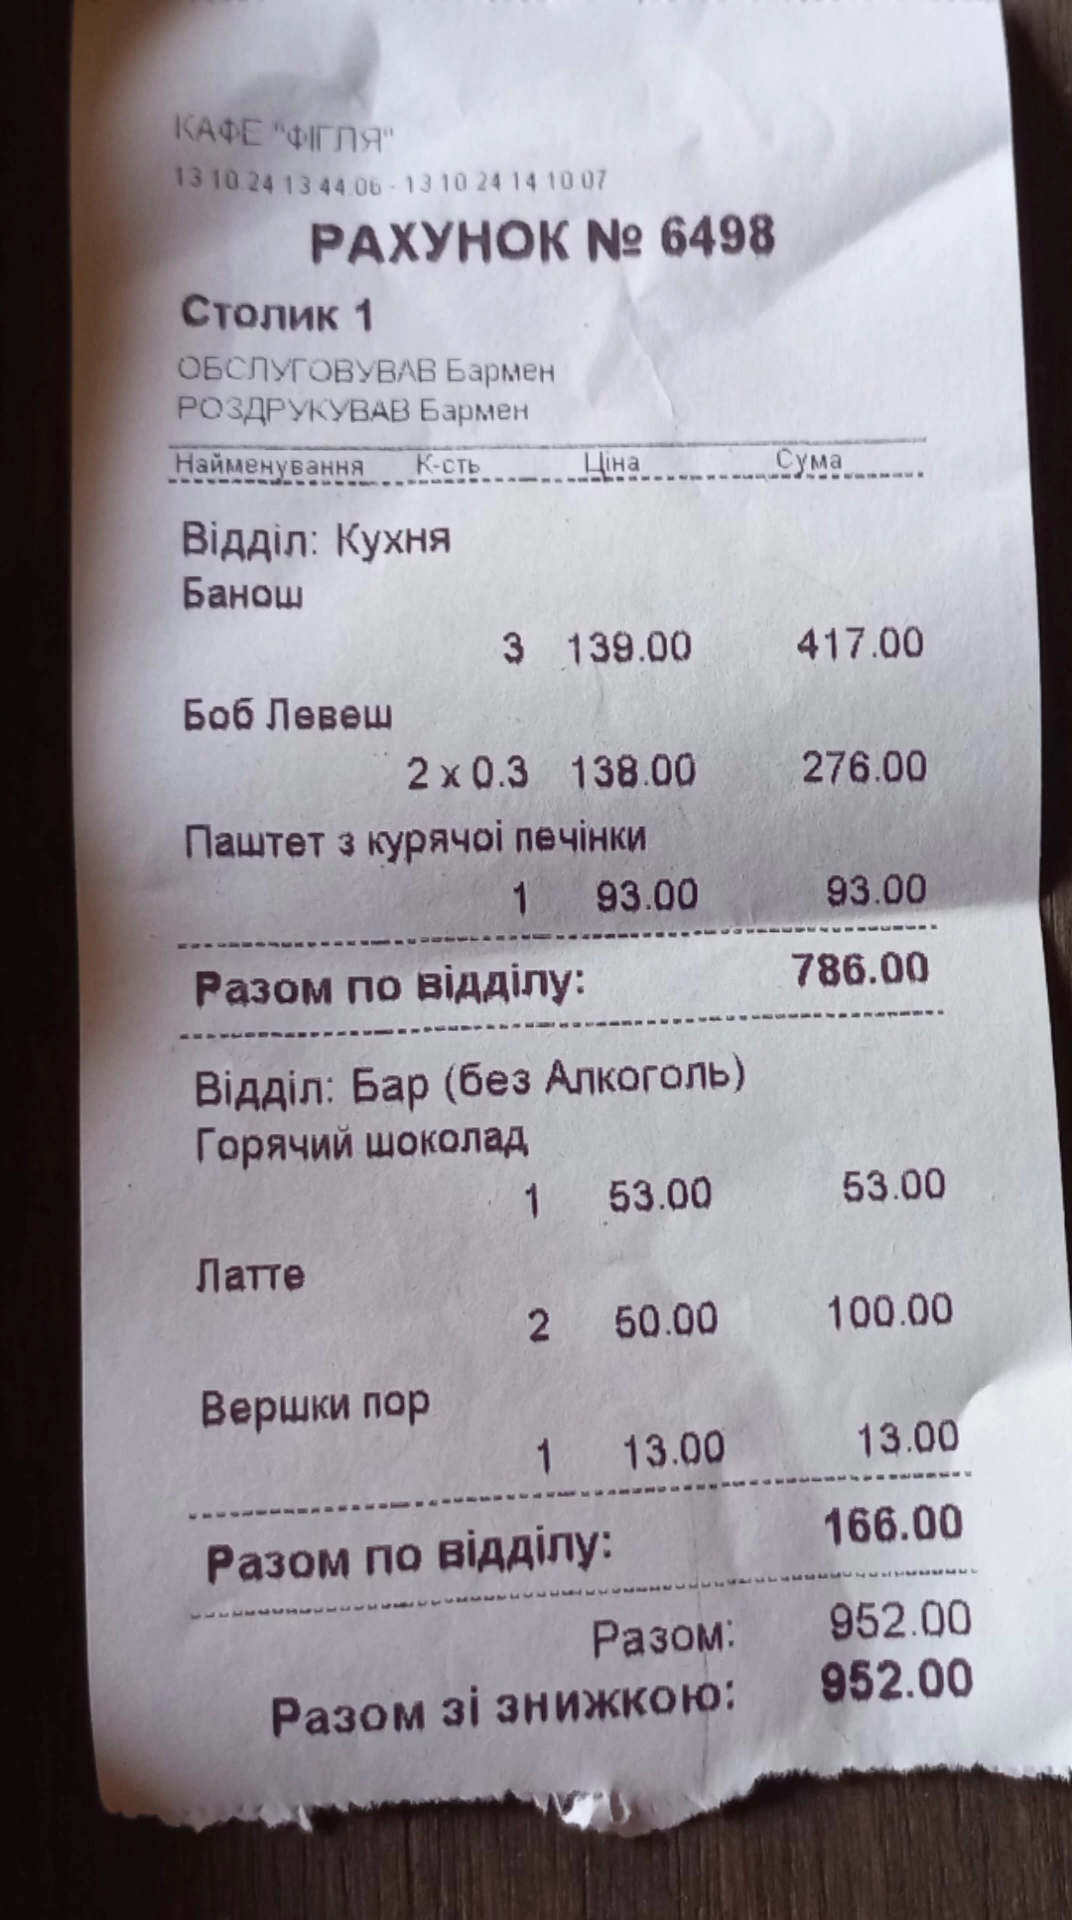 КАФЕ "ФІГЛЯ"
13 10 24 13 44.06 - 13 10 24 14 10 07
РАХУНОК № 6498
Столик 1
ОБСЛУГОВУВАВ Бармен
РОЗДРУКУВАВ Бармен
Найменування К-сть Ціна Сума
Відділ: Кухня
Банош
3 139.00 417.00
Боб Левеш
2 x 0.3 138.00 276.00
Паштет з курячоі печінки
1 93.00 93.00
Разом по відділу: 786.00
Відділ: Бар (без Алкоголь)
Горячий шоколад
1 53.00 53.00
Латте
2 50.00 100.00
Вершки пор
1 13.00 13.00
Разом по відділу: 166.00
Разом: 952.00
Разом зі знижкою: 952.00